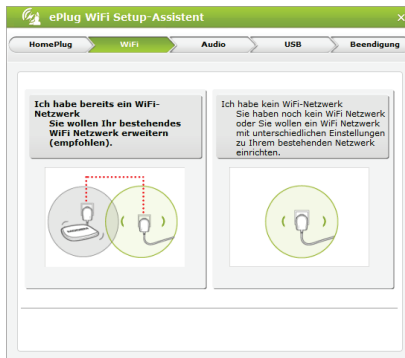 ePlug WiFi Setup-Assistent
HomePlug
WiFi
Audio
USB
Beendigung
Ich habe bereits ein WiFi-
Netzwerk
Sie wollen Ihr bestehendes
WiFi Netzwerk erweitern
(empfohlen).
Ich habe kein WiFi-Netzwerk
Sie haben noch kein WiFi Netzwerk
oder Sie wollen ein WiFi Netzwerk
mit unterschiedlichen Einstellungen
zu Ihrem bestehenden Netzwerk
einrichten.